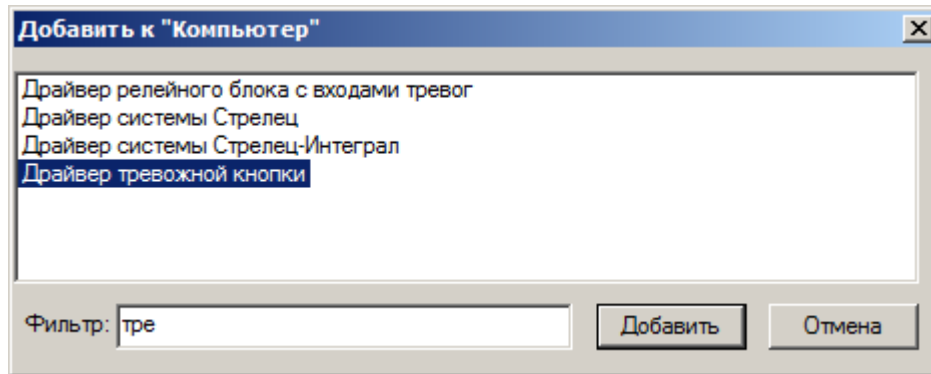 Добавить к "Компьютер"
Драйвер релейного блока с входами тревог
Драйвер системы Стрелец
Драйвер системы Стрелец-Интеграл
Драйвер тревожной кнопки
Фильтр: тре Добавить Отмена